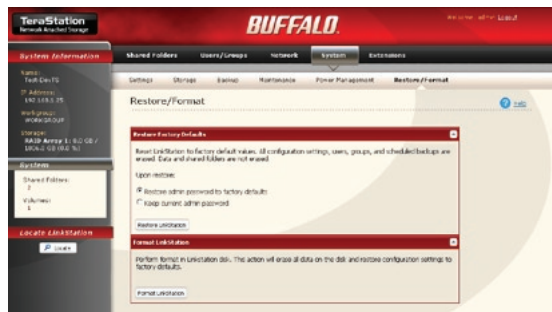 TeraStation
Network Attached Storage
BUFFALO.
Welcome, admin Logout
System Information
Shared Folders Users/Groups Network System Extensions
Settings Storage Backup Maintenance Power Management Restore/Format
Name:
IP Address:
Workgroup:
WORKGROUP
Storage:
RAID Array 1:
System
Shared Folders:
Volumes:
1
Locate LinkStation
Locate
Restore/Format
Help
Restore Factory Defaults
Reset LinkStation to factory default values. All configuration settings, users, groups, and scheduled backups are
erased. Data and shared folders are not erased.
Upon restore:
Restore admin password to factory defaults
Keep current admin password
Restore LinkStation
Format LinkStation
Perform format in Linkstation disk. This action will erase all data on the disk and restore configuration settings to
factory defaults.
Format LinkStation